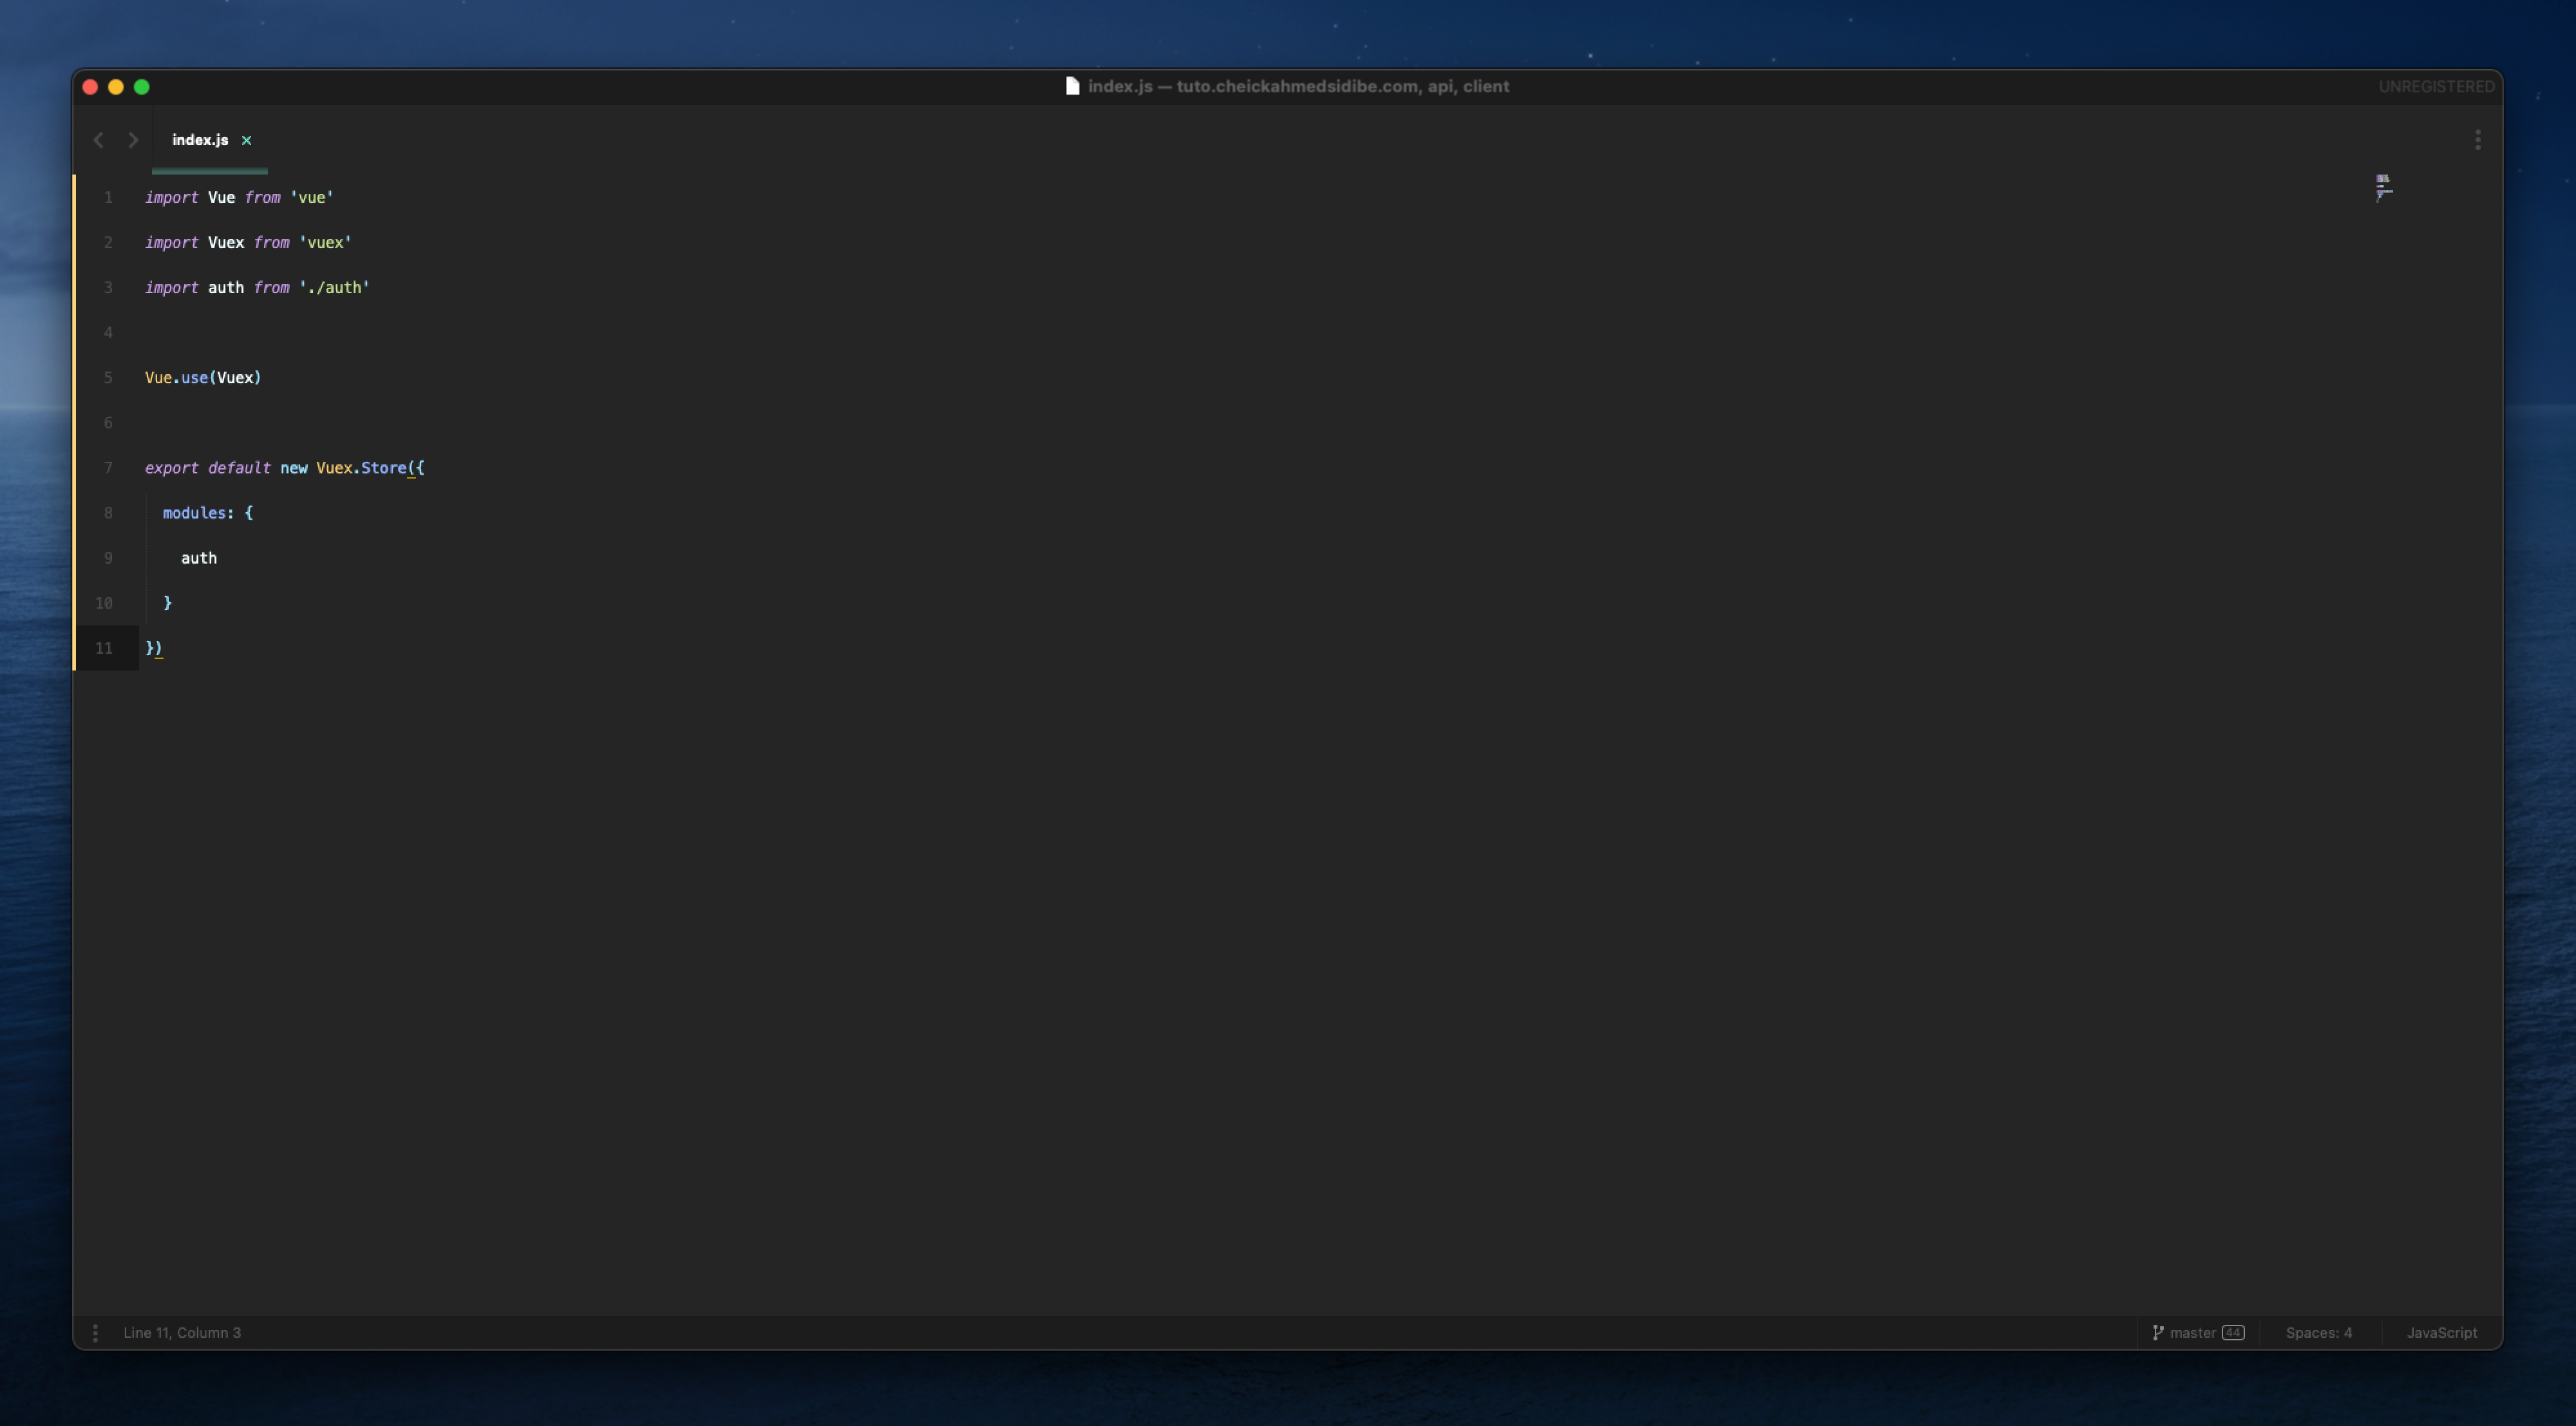 index.js — tuto.cheickahmedsidibe.com, api, client
UNREGISTERED
index.js ×
1 import Vue from 'vue'
2 import Vuex from 'vuex'
3 import auth from './auth'
4
5 Vue.use(Vuex)
6
7 export default new Vuex.Store({
8   modules: {
9     auth
10   }
11 })
Line 11, Column 3
master 44
Spaces: 4
JavaScript